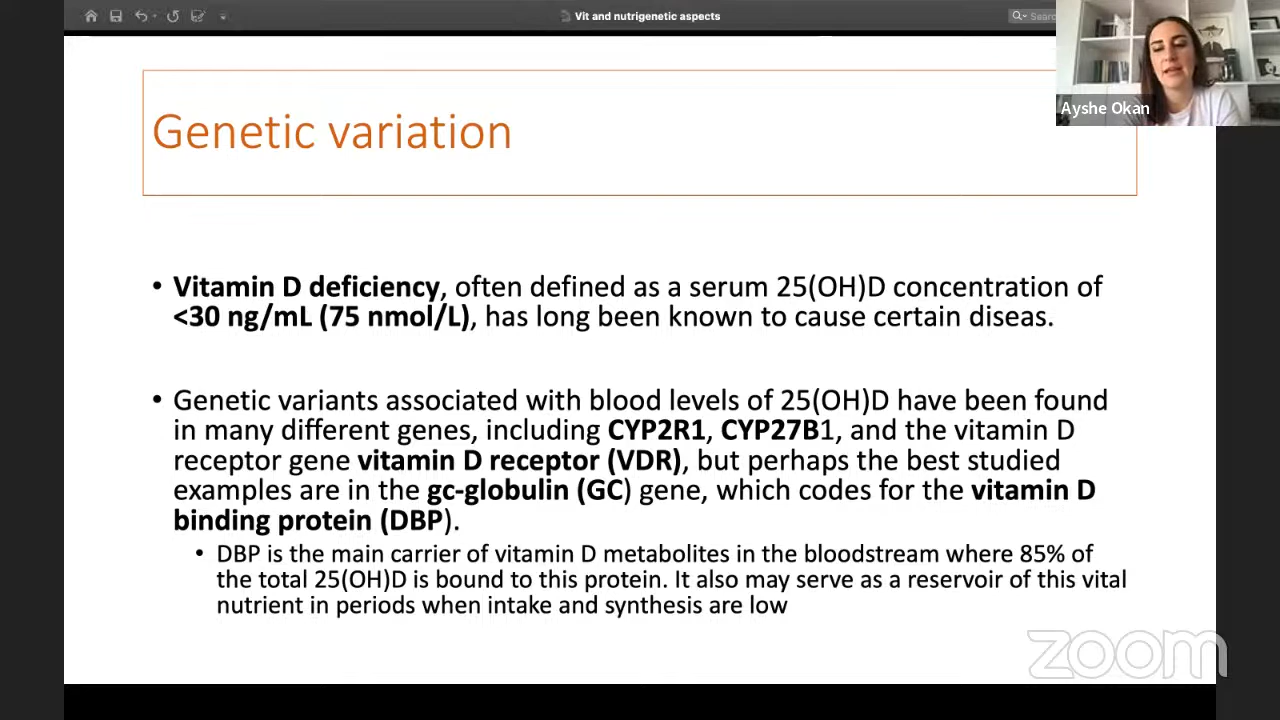 Vit and nutrigenetic aspects
Sear
Ayshe Okan
Genetic variation
• Vitamin D deficiency, often defined as a serum 25(OH)D concentration of
<30 ng/mL (75 nmol/L), has long been known to cause certain diseas.
• Genetic variants associated with blood levels of 25(OH)D have been found
in many different genes, including CYP2R1, CYP27B1, and the vitamin D
receptor gene vitamin D receptor (VDR), but perhaps the best studied
examples are in the gc-globulin (GC) gene, which codes for the vitamin D
binding protein (DBP).
• DBP is the main carrier of vitamin D metabolites in the bloodstream where 85% of
the total 25(OH)D is bound to this protein. It also may serve as a reservoir of this vital
nutrient in periods when intake and synthesis are low
zoom